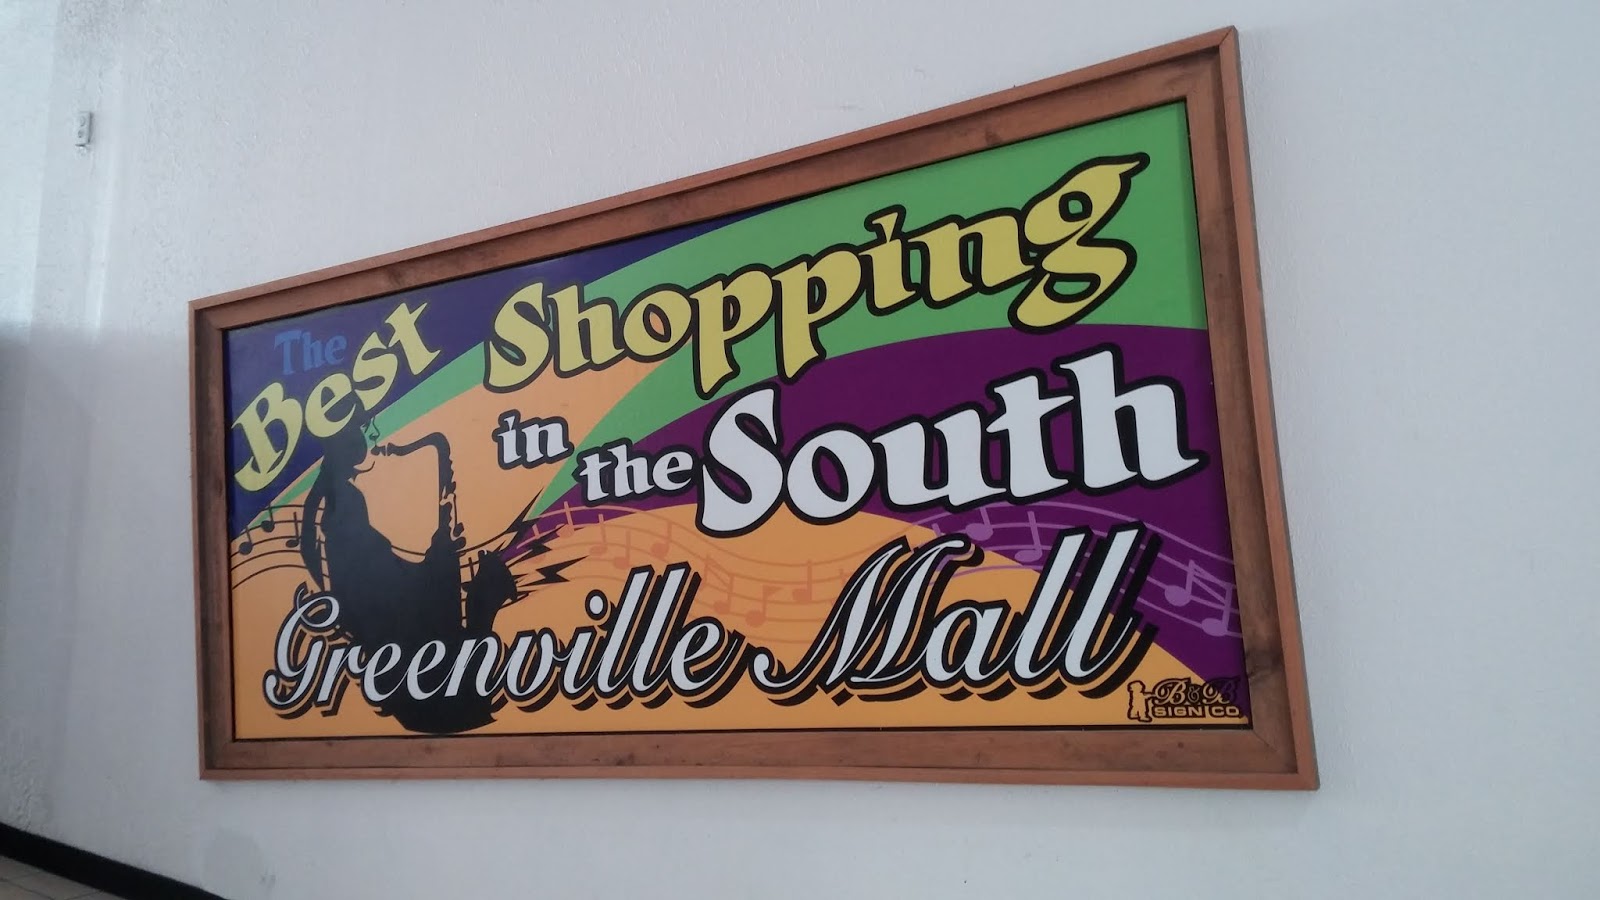 The
Best Shopping
in the South
Greenville Mall
B&B
SIGN CO